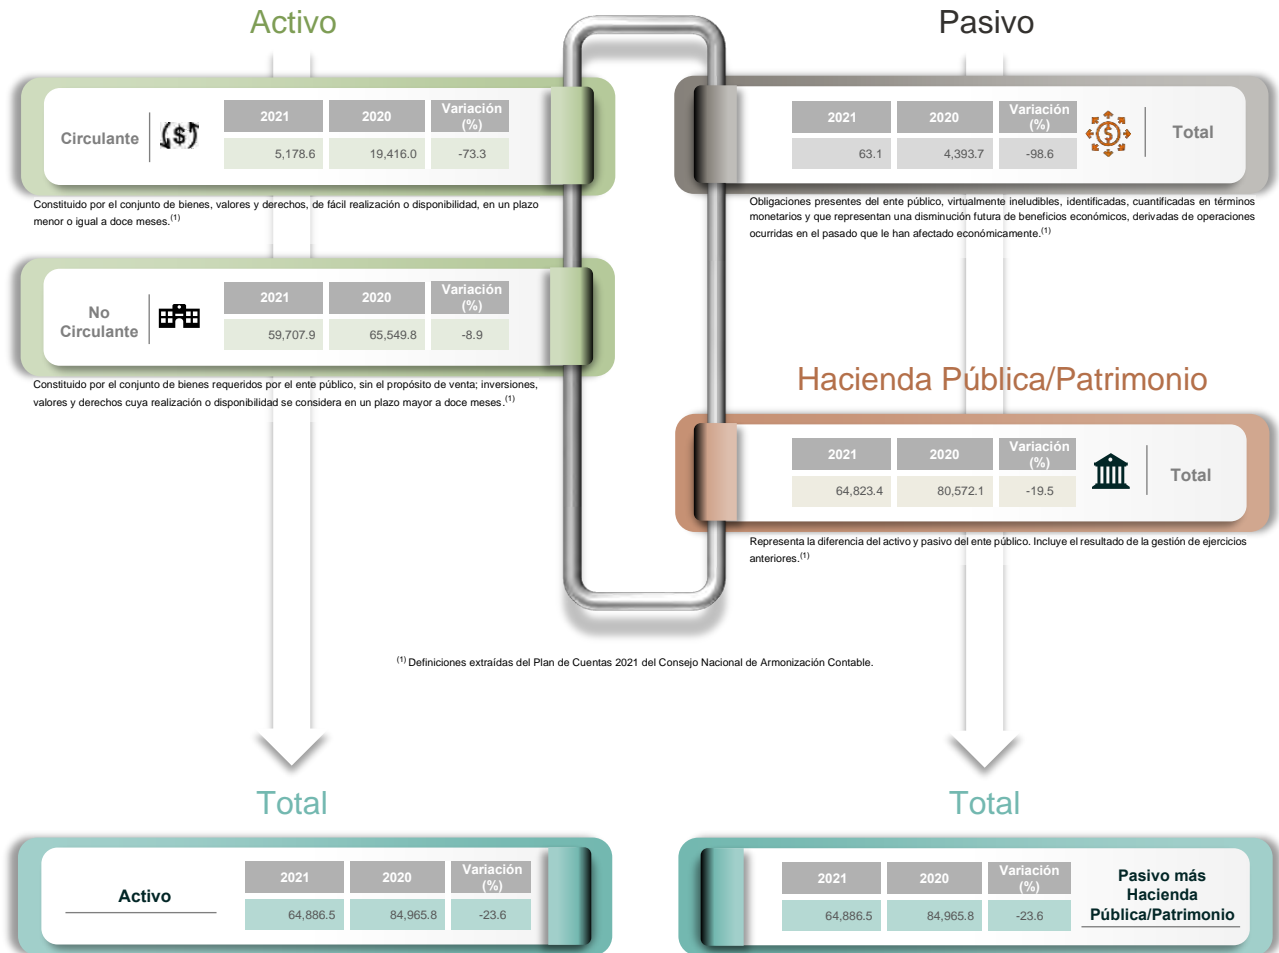 Activo
Circulante
2021 2020 Variación (%)
5,178.6 19,416.0 -73.3
Constituido por el conjunto de bienes, valores y derechos, de fácil realización o disponibilidad, en un plazo
menor o igual a doce meses.(1)
No
Circulante
2021 2020 Variación (%)
59,707.9 65,549.8 -8.9
Constituido por el conjunto de bienes requeridos por el ente público, sin el propósito de venta; inversiones,
valores y derechos cuya realización o disponibilidad se considera en un plazo mayor a doce meses.(1)
Pasivo
2021 2020 Variación (%)
63.1 4,393.7 -98.6
Total
Obligaciones presentes del ente público, virtualmente ineludibles, identificadas, cuantificadas en términos
monetarios y que representan una disminución futura de beneficios económicos, derivadas de operaciones
ocurridas en el pasado que le han afectado económicamente.(1)
Hacienda Pública/Patrimonio
2021 2020 Variación (%)
64,823.4 80,572.1 -19.5
Total
Representa la diferencia del activo y pasivo del ente público. Incluye el resultado de la gestión de ejercicios
anteriores.(1)
(1) Definiciones extraídas del Plan de Cuentas 2021 del Consejo Nacional de Armonización Contable.
Total
Activo
2021 2020 Variación (%)
64,886.5 84,965.8 -23.6
Total
2021 2020 Variación (%)
64,886.5 84,965.8 -23.6
Pasivo más
Hacienda
Pública/Patrimonio